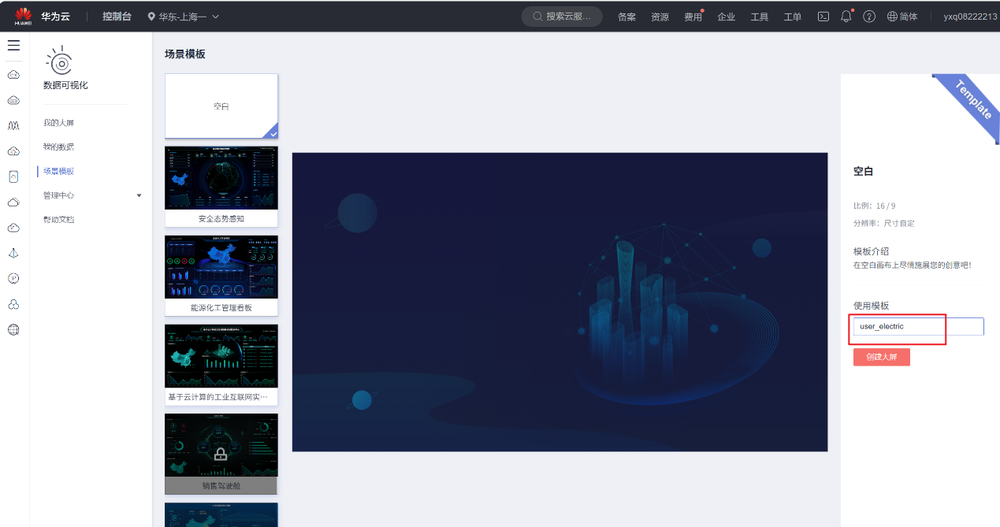 华为云
控制台
华东-上海一
搜索云服...
备案
资源
费用
企业
工具
工单
简体
yxq08222213
HUAWEI
数据可视化
我的大屏
我的数据
场景模板
管理中心
帮助文档
场景模板
空白
安全态势感知
能源化工管理看板
基于云计算的工业互联网实…
销售驾驶舱
Template
空白
比例：16 / 9
分辨率：尺寸自定
模板介绍
在空白画布上尽情施展您的创意吧!
使用模板
user_electric
创建大屏